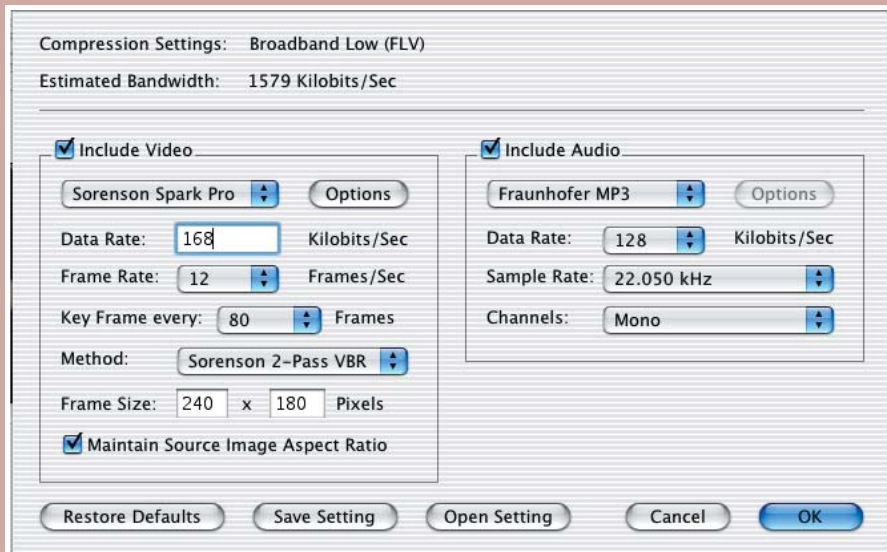 Compression Settings: Broadband Low (FLV)
Estimated Bandwidth: 1579 Kilobits/Sec
Include Video
Sorenson Spark Pro Options
Data Rate: 168 Kilobits/Sec
Frame Rate: 12 Frames/Sec
Key Frame every: 80 Frames
Method: Sorenson 2-Pass VBR
Frame Size: 240 x 180 Pixels
Maintain Source Image Aspect Ratio
Include Audio
Fraunhofer MP3 Options
Data Rate: 128 Kilobits/Sec
Sample Rate: 22.050 kHz
Channels: Mono
Restore Defaults Save Setting Open Setting Cancel OK